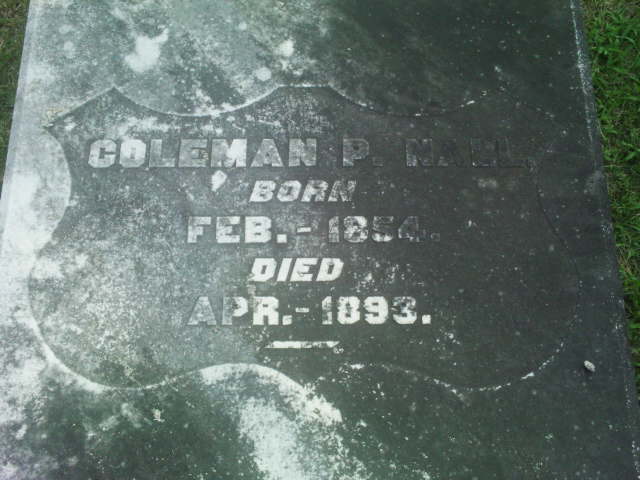 COLEMAN P. NALL
BORN
FEB. - 1854.
DIED
APR. - 1893.